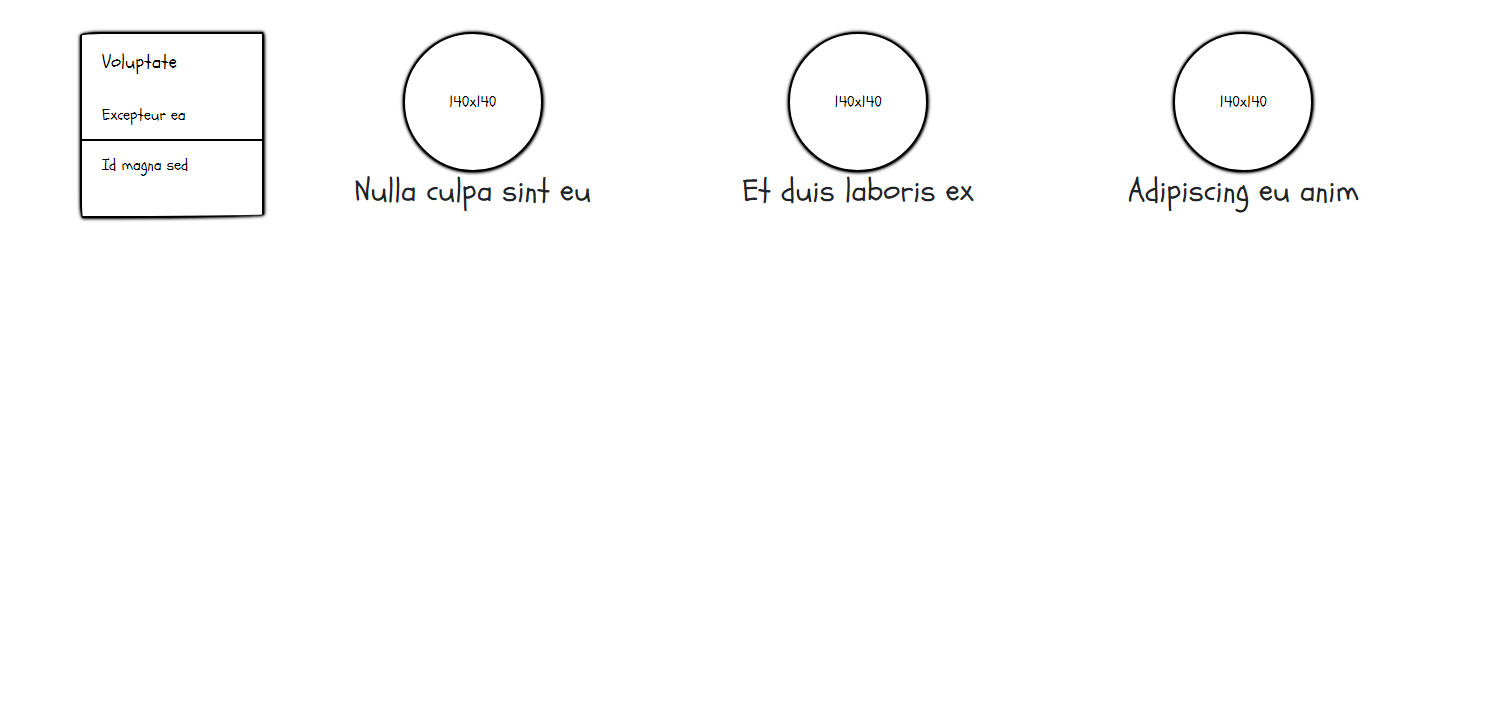 Voluptate
Excepteur ea
Id magna sed
140x140
Nulla culpa sint eu
140x140
Et duis laboris ex
140x140
Adipiscing eu anim